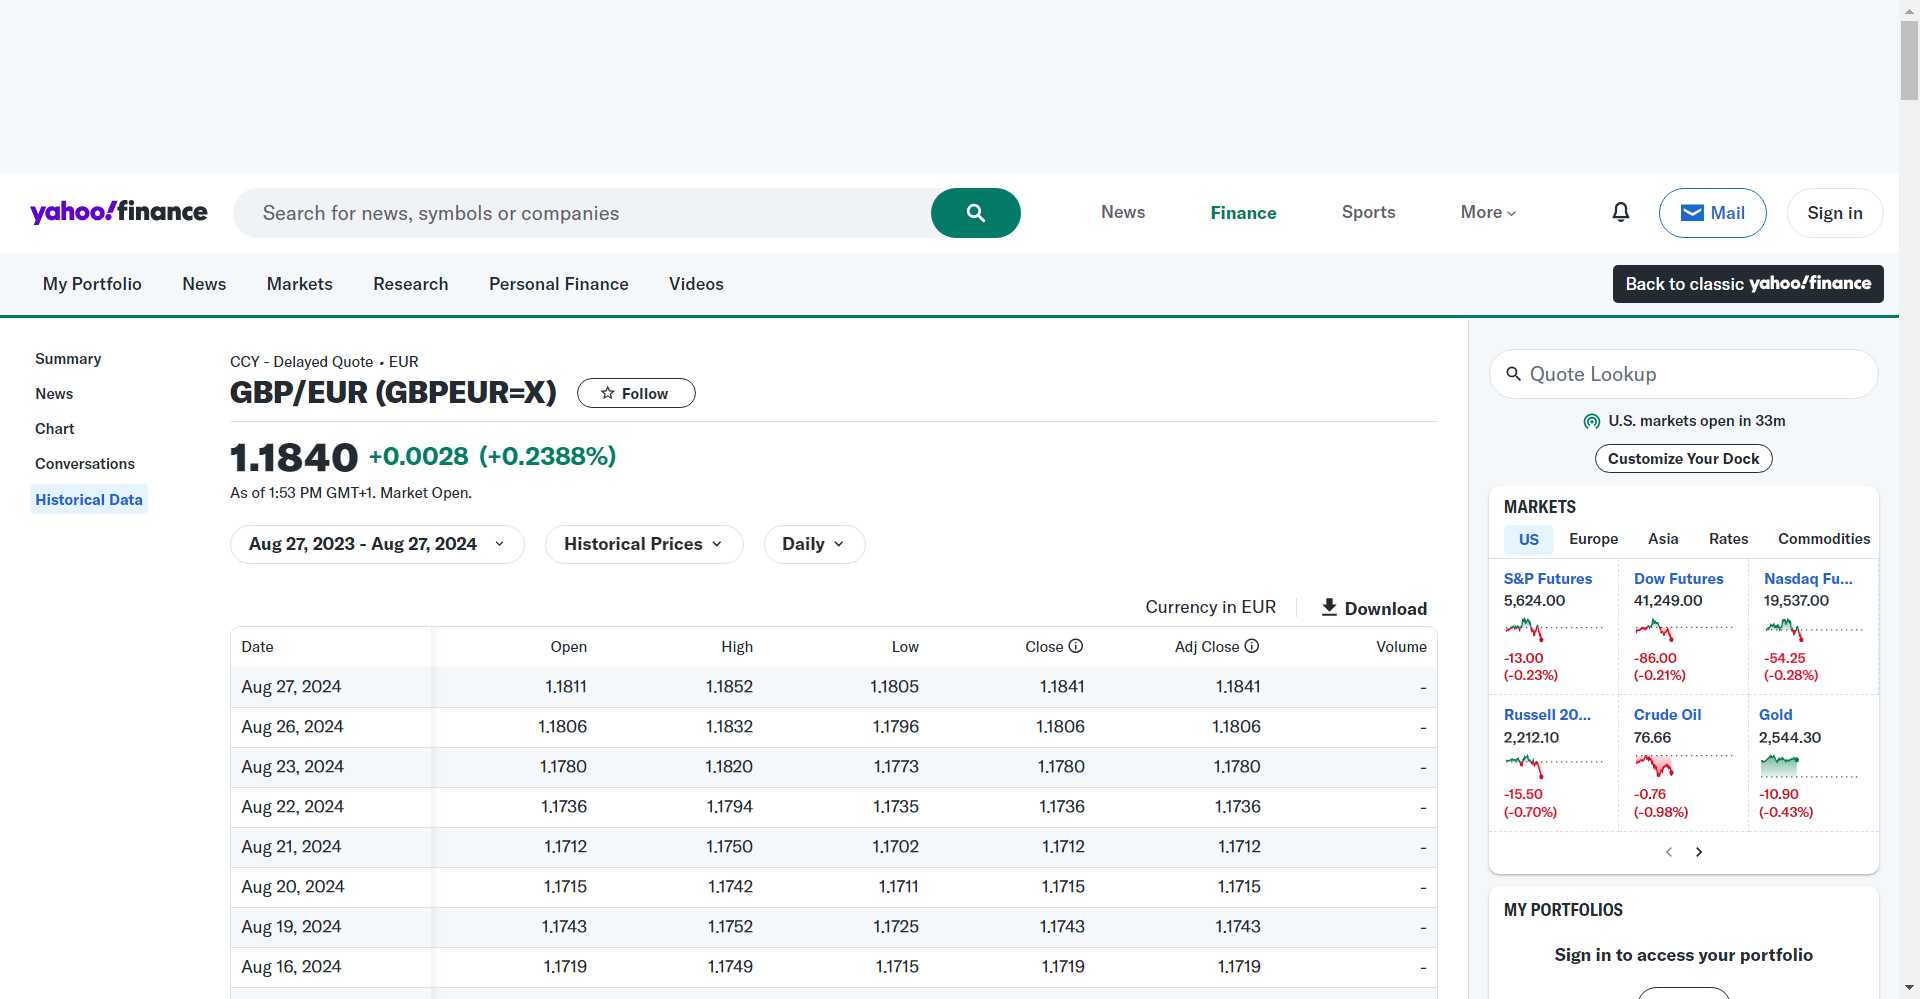 yahoo!finance
Search for news, symbols or companies
News Finance Sports More
Mail
Sign in
My Portfolio News Markets Research Personal Finance Videos
Back to classic yahoo!finance
Summary
News
Chart
Conversations
Historical Data
CCY - Delayed Quote • EUR
GBP/EUR (GBPEUR=X)
Follow
1.1840 +0.0028 (+0.2388%)
As of 1:53 PM GMT+1. Market Open.
Aug 27, 2023 - Aug 27, 2024
Historical Prices
Daily
Currency in EUR
Download
Date Open High Low Close Adj Close Volume
Aug 27, 2024 1.1811 1.1852 1.1805 1.1841 1.1841 -
Aug 26, 2024 1.1806 1.1832 1.1796 1.1806 1.1806 -
Aug 23, 2024 1.1780 1.1820 1.1773 1.1780 1.1780 -
Aug 22, 2024 1.1736 1.1794 1.1735 1.1736 1.1736 -
Aug 21, 2024 1.1712 1.1750 1.1702 1.1712 1.1712 -
Aug 20, 2024 1.1715 1.1742 1.1711 1.1715 1.1715 -
Aug 19, 2024 1.1743 1.1752 1.1725 1.1743 1.1743 -
Aug 16, 2024 1.1719 1.1749 1.1715 1.1719 1.1719 -
Quote Lookup
U.S. markets open in 33m
Customize Your Dock
MARKETS
US Europe Asia Rates Commodities
S&P Futures
5,624.00
-13.00
(-0.23%)
Dow Futures
41,249.00
-86.00
(-0.21%)
Nasdaq Fu...
19,537.00
-54.25
(-0.28%)
Russell 20...
2,212.10
-15.50
(-0.70%)
Crude Oil
76.66
-0.76
(-0.98%)
Gold
2,544.30
-10.90
(-0.43%)
MY PORTFOLIOS
Sign in to access your portfolio